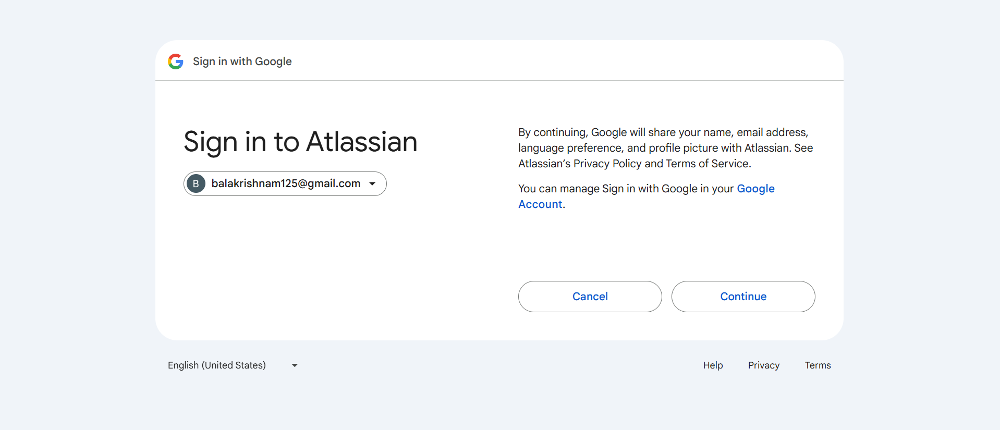 Sign in with Google
Sign in to Atlassian
B balakrishnam125@gmail.com
By continuing, Google will share your name, email address,
language preference, and profile picture with Atlassian. See
Atlassian’s Privacy Policy and Terms of Service.
You can manage Sign in with Google in your Google
Account.
Cancel Continue
English (United States) Help Privacy Terms